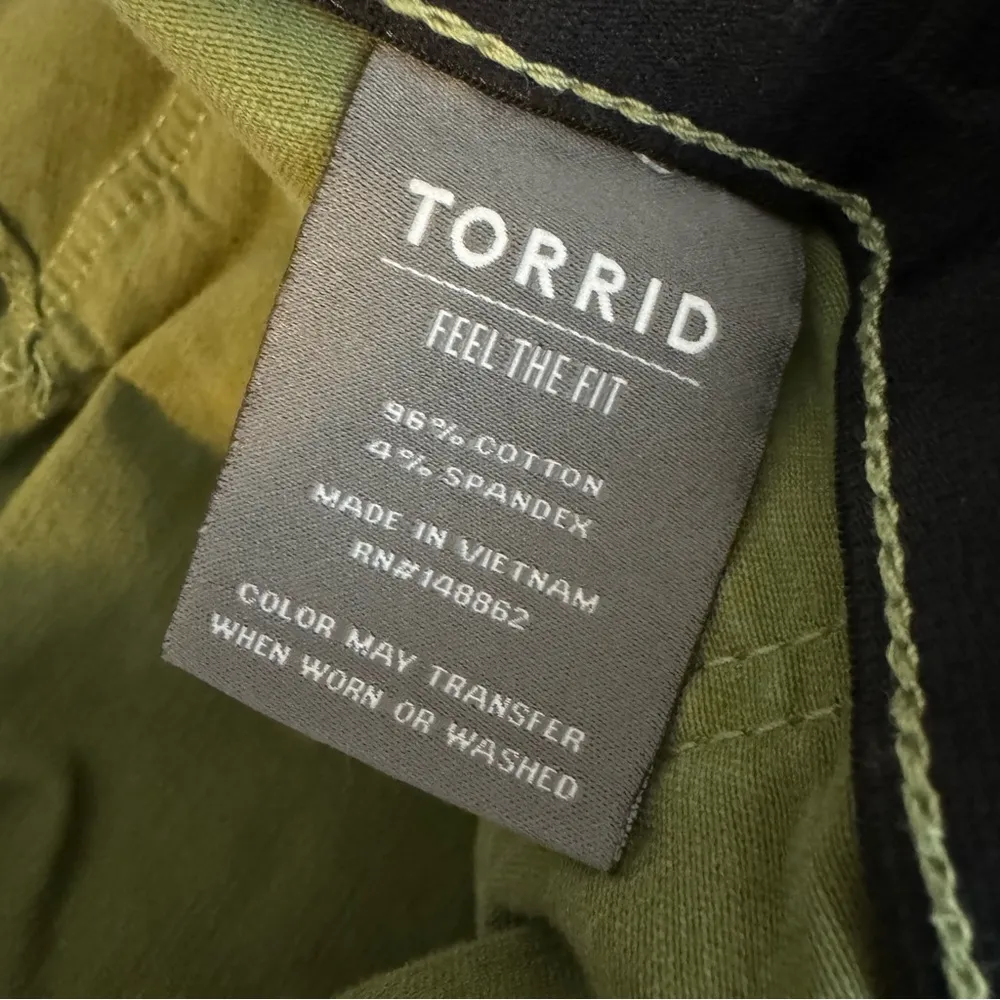 TORRID
FEEL THE FIT
96% COTTON
4% SPANDEX
MADE IN VIETNAM
RN#148862
COLOR MAY TRANSFER
WHEN WORN OR WASHED